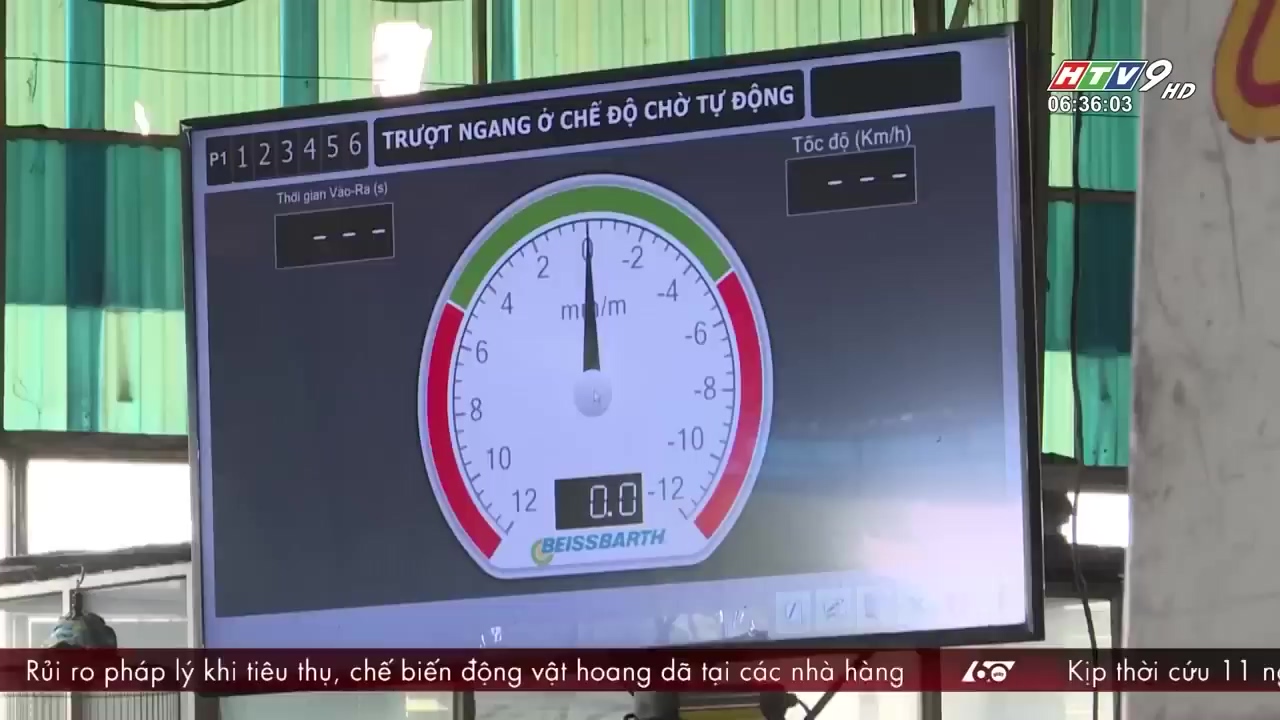 HTV9 HD
06:36:03
P1 1 2 3 4 5 6
TRƯỢT NGANG Ở CHẾ ĐỘ CHỜ TỰ ĐỘNG
Thời gian Vào-Ra (s)
- - -
Tốc độ (Km/h)
- - -
0
2
-2
4
-4
mm/m
6
-6
8
-8
10
-10
12
-12
0.0
BEISSBARTH
Rủi ro pháp lý khi tiêu thụ, chế biến động vật hoang dã tại các nhà hàng
60
Kịp thời cứu 11